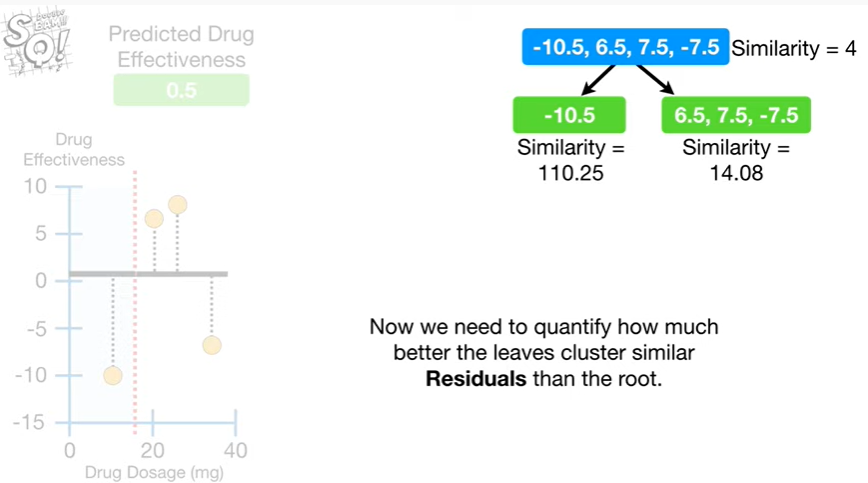 StatQuest
BAM!!!
SQ!
Predicted Drug
Effectiveness
0.5
-10.5, 6.5, 7.5, -7.5
Similarity = 4
-10.5
6.5, 7.5, -7.5
Similarity =
110.25
Similarity =
14.08
Drug
Effectiveness
10
5
0
-5
-10
-15
0
20
40
Drug Dosage (mg)
Now we need to quantify how much
better the leaves cluster similar
Residuals than the root.